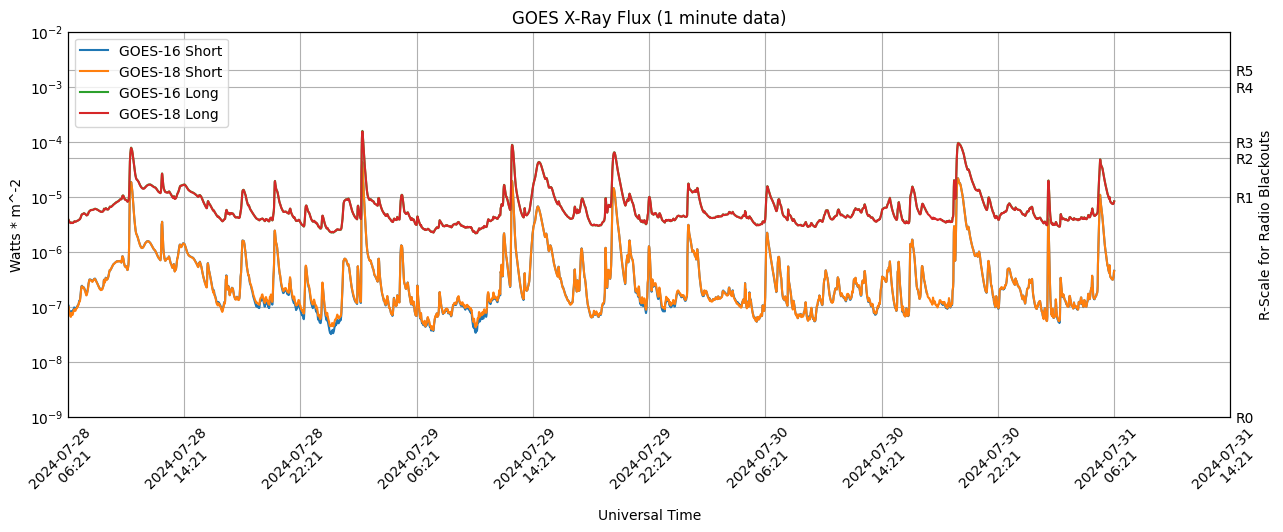 GOES X-Ray Flux (1 minute data)
GOES-16 Short
GOES-18 Short
GOES-16 Long
GOES-18 Long
Watts * m^-2
10^-2
10^-3
10^-4
10^-5
10^-6
10^-7
10^-8
10^-9
R5
R4
R3
R2
R1
R0
R-Scale for Radio Blackouts
2024-07-28
06:21
2024-07-28
14:21
2024-07-28
22:21
2024-07-29
06:21
2024-07-29
14:21
2024-07-29
22:21
2024-07-30
06:21
2024-07-30
14:21
2024-07-30
22:21
2024-07-31
06:21
2024-07-31
14:21
Universal Time